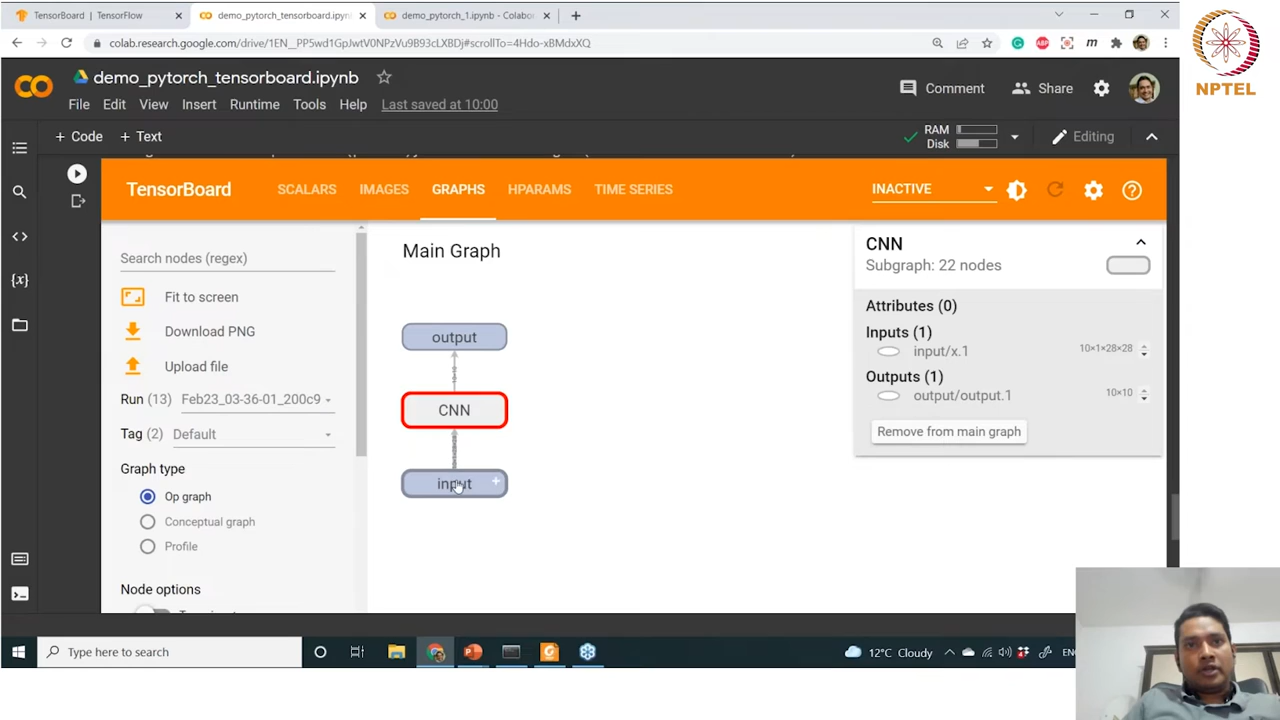 TensorBoard | TensorFlow
demo_pytorch_tensorboard.ipynb
demo_pytorch_1.ipynb - Colabor
colab.research.google.com/drive/1EN__PP5wd1GpJwtV0NPzVu9B93cLXBDj#scrollTo=4Hdo-xBMdxXQ
NPTEL
demo_pytorch_tensorboard.ipynb
Comment
Share
File Edit View Insert Runtime Tools Help Last saved at 10:00
+ Code + Text
RAM
Disk
Editing
TensorBoard
SCALARS IMAGES GRAPHS HPARAMS TIME SERIES
INACTIVE
Search nodes (regex)
Fit to screen
Download PNG
Upload file
Run (13) Feb23_03-36-01_200c9
Tag (2) Default
Graph type
Op graph
Conceptual graph
Profile
Node options
Main Graph
output
CNN
input
CNN
Subgraph: 22 nodes
Attributes (0)
Inputs (1)
input/x.1 10×1×28×28
Outputs (1)
output/output.1 10×10
Remove from main graph
Type here to search
12°C Cloudy